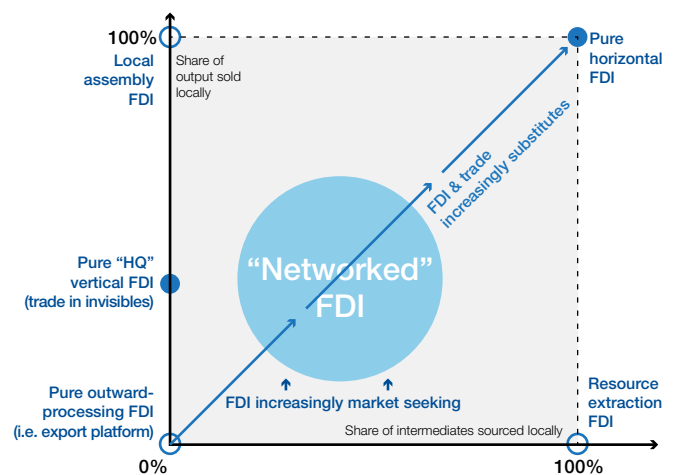 100%
Local
assembly
FDI
Share of
output sold
locally
Pure
horizontal
FDI
FDI & trade
increasingly substitutes
"Networked"
FDI
Pure "HQ"
vertical FDI
(trade in invisibles)
Pure outward-
processing FDI
(i.e. export platform)
FDI increasingly market seeking
Resource
extraction
FDI
Share of intermediates sourced locally
0%
100%